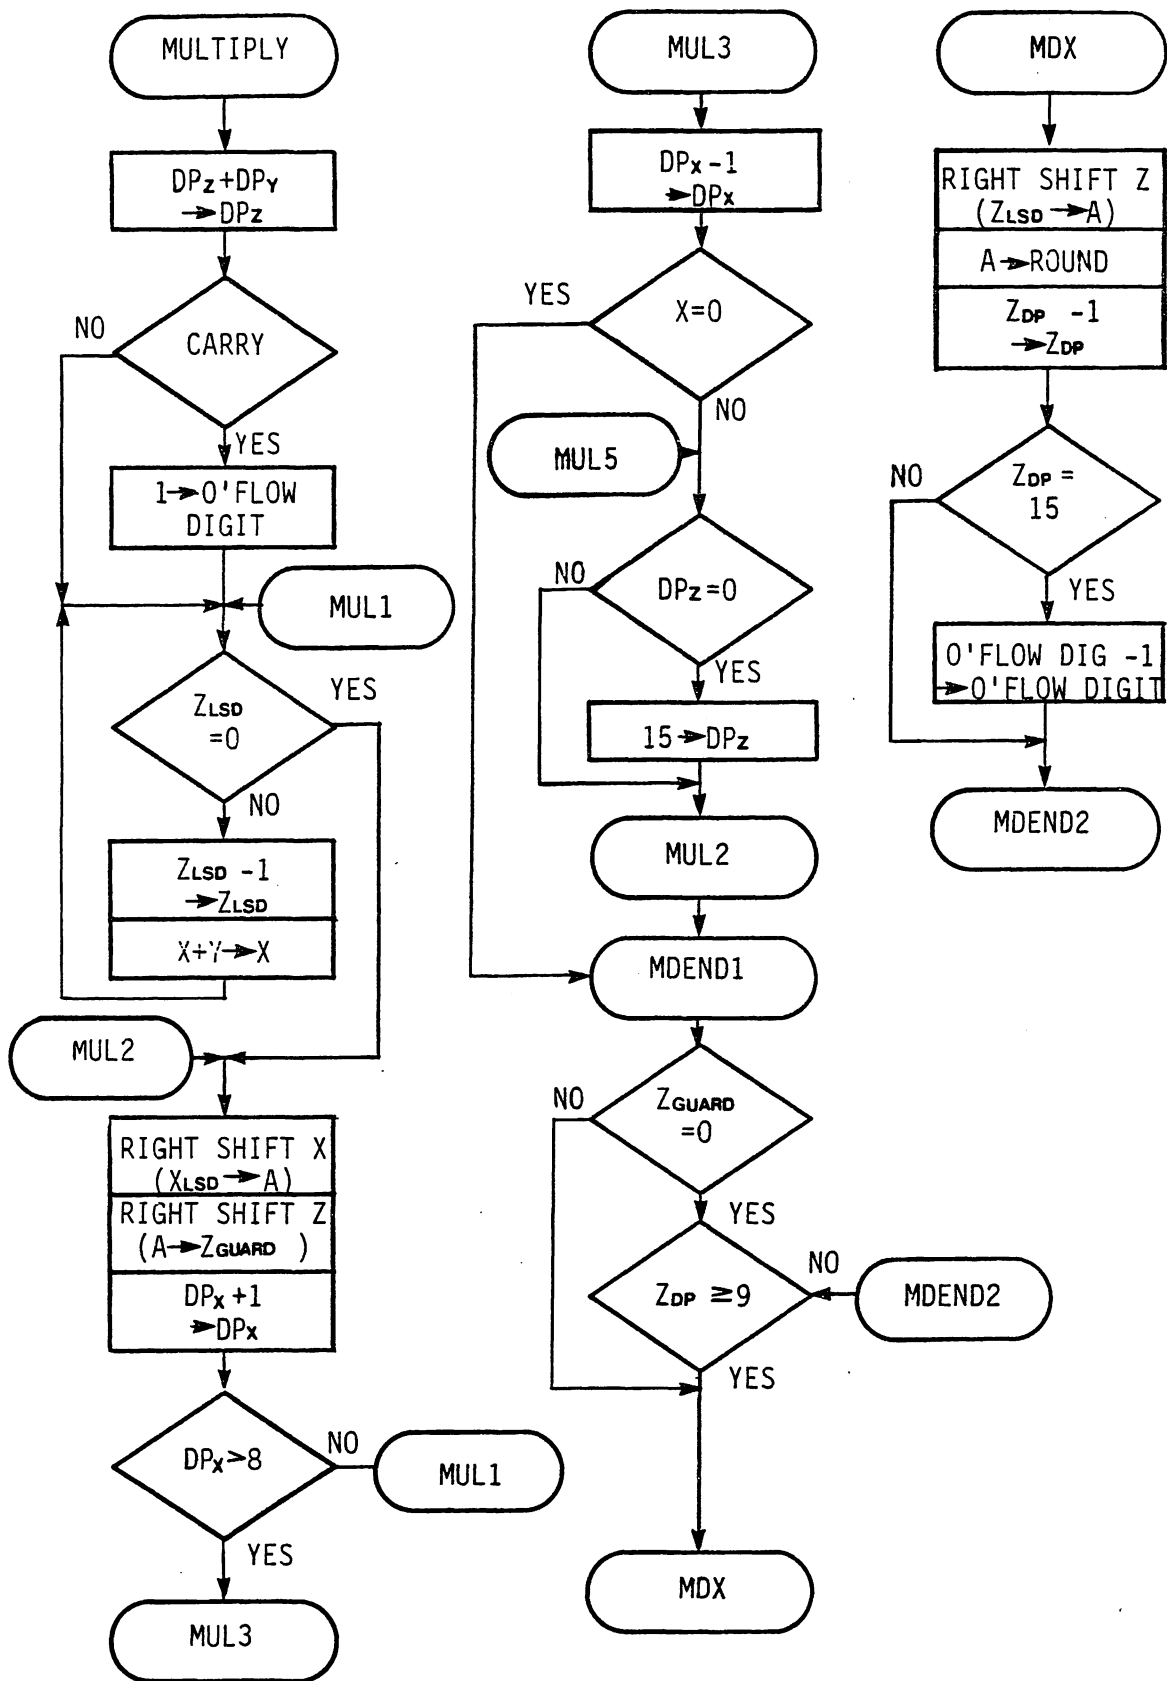 MULTIPLY
DPZ+DPY
→DPZ
CARRY
NO
YES
1→O'FLOW
DIGIT
MUL1
ZLSD
=0
YES
NO
ZLSD -1
→ZLSD
X+Y→X
MUL2
RIGHT SHIFT X
(XLSD→A)
RIGHT SHIFT Z
(A→ZGUARD )
DPX+1
→DPX
DPX>8
NO
MUL1
YES
MUL3
MUL3
DPX-1
→DPX
YES
X=0
NO
MUL5
NO
DPZ=0
YES
15→DPZ
MUL2
MDEND1
NO
ZGUARD
=0
YES
ZDP ≥9
NO
MDEND2
YES
MDX
MDX
RIGHT SHIFT Z
(ZLSD→A)
A→ROUND
ZDP -1
→ZDP
NO
ZDP =
15
YES
O'FLOW DIG -1
→O'FLOW DIGIT
MDEND2